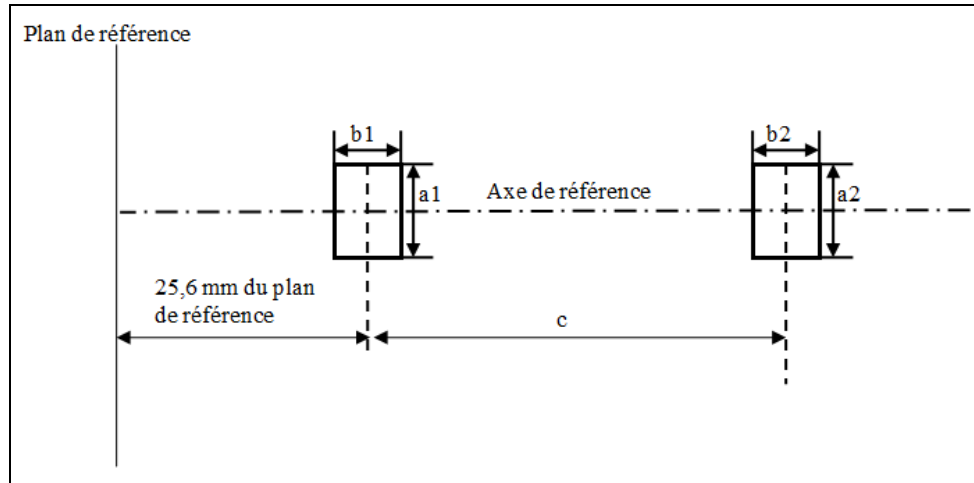 Plan de référence
b1
b2
a1
Axe de référence
a2
25,6 mm du plan
de référence
c